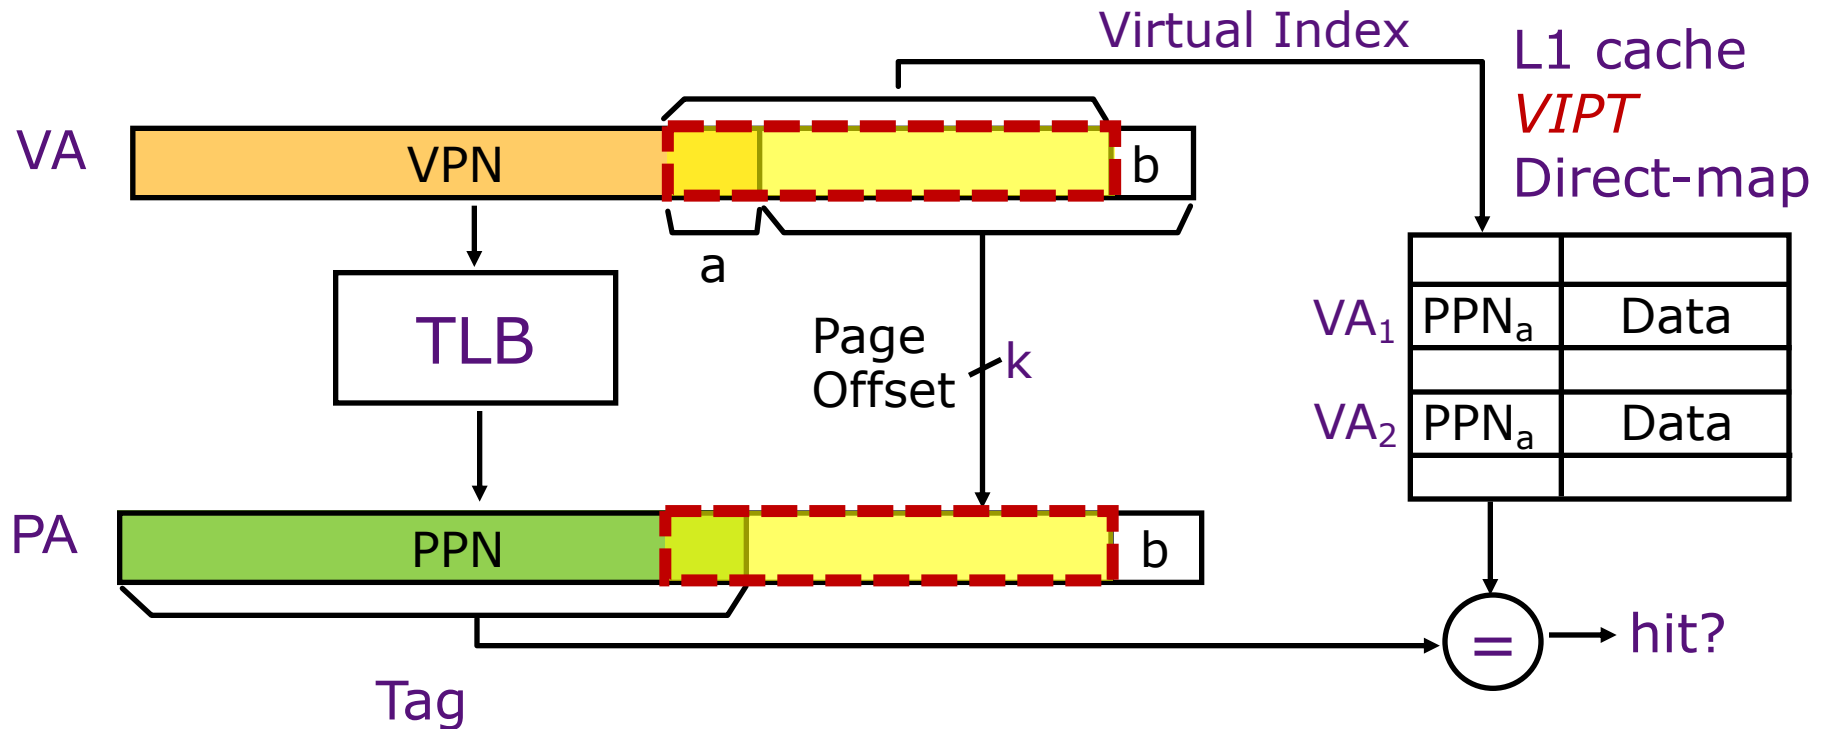 Virtual Index
L1 cache
VIPT
Direct-map
VA
VPN
b
a
TLB
Page
Offset
k
VA1 PPNa Data
VA2 PPNa Data
PA
PPN
b
=
hit?
Tag